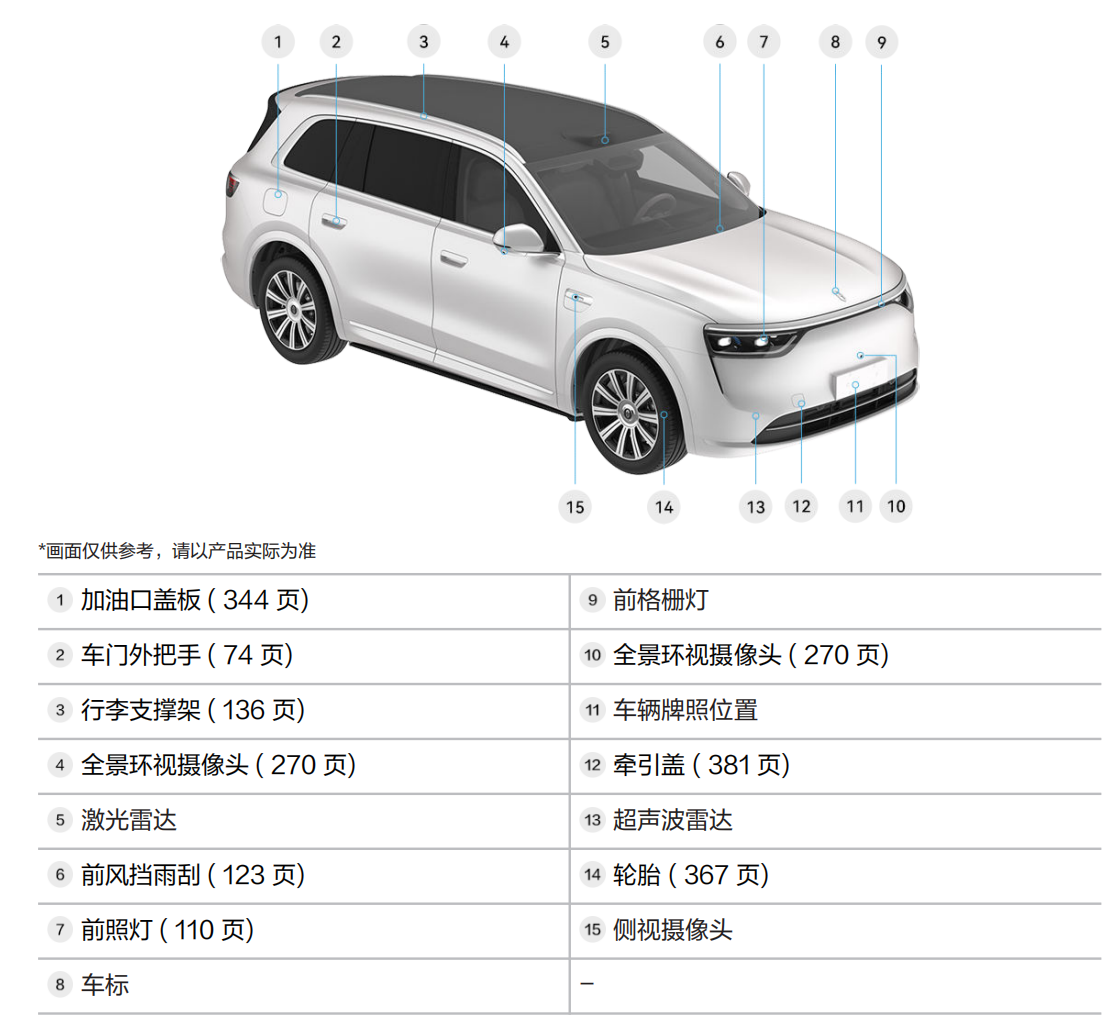 1 2 3 4 5 6 7 8 9
15 14 13 12 11 10
*画面仅供参考，请以产品实际为准
1 加油口盖板 ( 344 页)
9 前格栅灯
2 车门外把手 ( 74 页)
10 全景环视摄像头 ( 270 页)
3 行李支撑架 ( 136 页)
11 车辆牌照位置
4 全景环视摄像头 ( 270 页)
12 牵引盖 ( 381 页)
5 激光雷达
13 超声波雷达
6 前风挡雨刮 ( 123 页)
14 轮胎 ( 367 页)
7 前照灯 ( 110 页)
15 侧视摄像头
8 车标
–